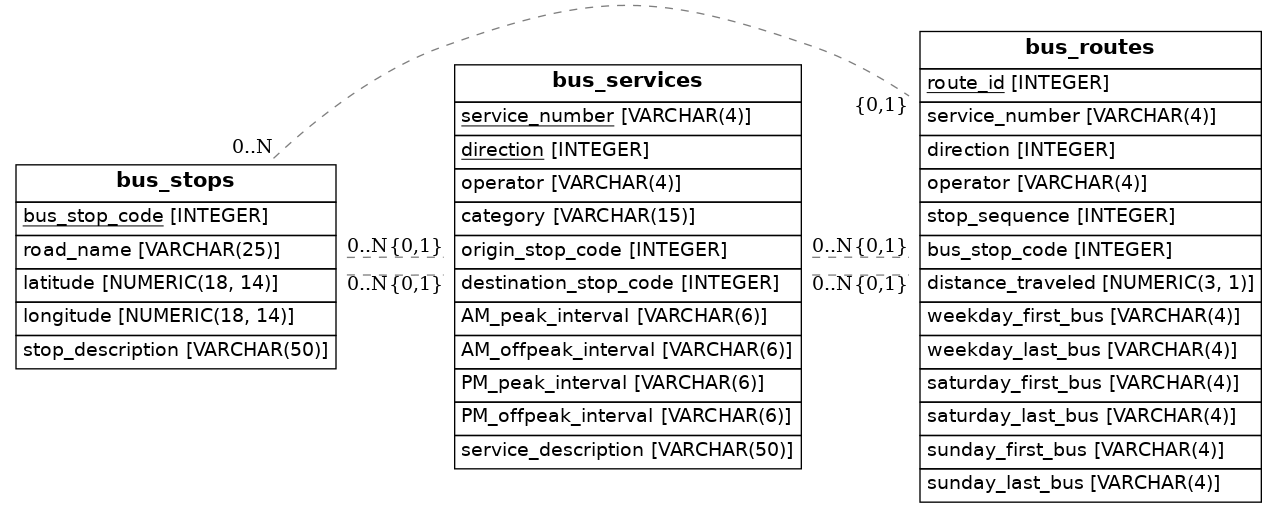 bus_stops
bus_stop_code [INTEGER]
road_name [VARCHAR(25)]
latitude [NUMERIC(18, 14)]
longitude [NUMERIC(18, 14)]
stop_description [VARCHAR(50)]
0..N
{0,1}
0..N{0,1}
0..N{0,1}
bus_services
service_number [VARCHAR(4)]
direction [INTEGER]
operator [VARCHAR(4)]
category [VARCHAR(15)]
origin_stop_code [INTEGER]
destination_stop_code [INTEGER]
AM_peak_interval [VARCHAR(6)]
AM_offpeak_interval [VARCHAR(6)]
PM_peak_interval [VARCHAR(6)]
PM_offpeak_interval [VARCHAR(6)]
service_description [VARCHAR(50)]
0..N{0,1}
0..N{0,1}
bus_routes
route_id [INTEGER]
service_number [VARCHAR(4)]
direction [INTEGER]
operator [VARCHAR(4)]
stop_sequence [INTEGER]
bus_stop_code [INTEGER]
distance_traveled [NUMERIC(3, 1)]
weekday_first_bus [VARCHAR(4)]
weekday_last_bus [VARCHAR(4)]
saturday_first_bus [VARCHAR(4)]
saturday_last_bus [VARCHAR(4)]
sunday_first_bus [VARCHAR(4)]
sunday_last_bus [VARCHAR(4)]